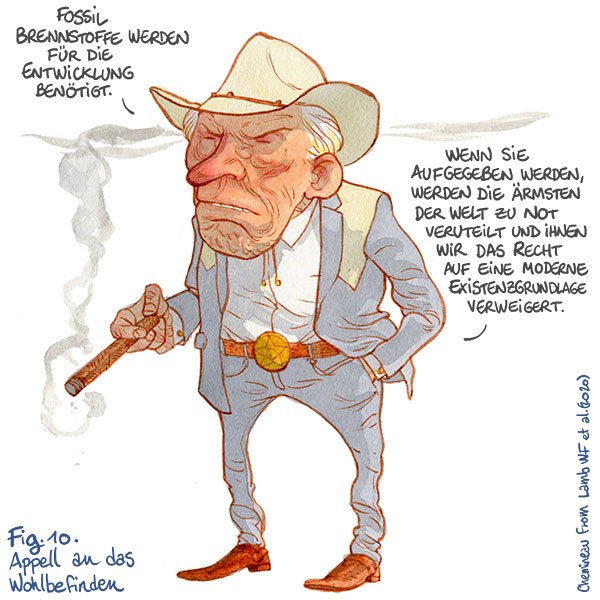 FOSSIL
BRENNSTOFFE WERDEN
FÜR DIE
ENTWICKLUNG
BENÖTIGT.
WENN SIE
AUFGEGEBEN WERDEN,
WERDEN DIE ÄRMSTEN
DER WELT ZU NOT
VERUTEILT UND IHNEN
WIR DAS RECHT
AUF EINE MODERNE
EXISTENZGRUNDLAGE
VERWEIGERT.
Fig.10.
Appell an das
Wohlbefinden
Chemineau From Lamb WF et al.(2020)